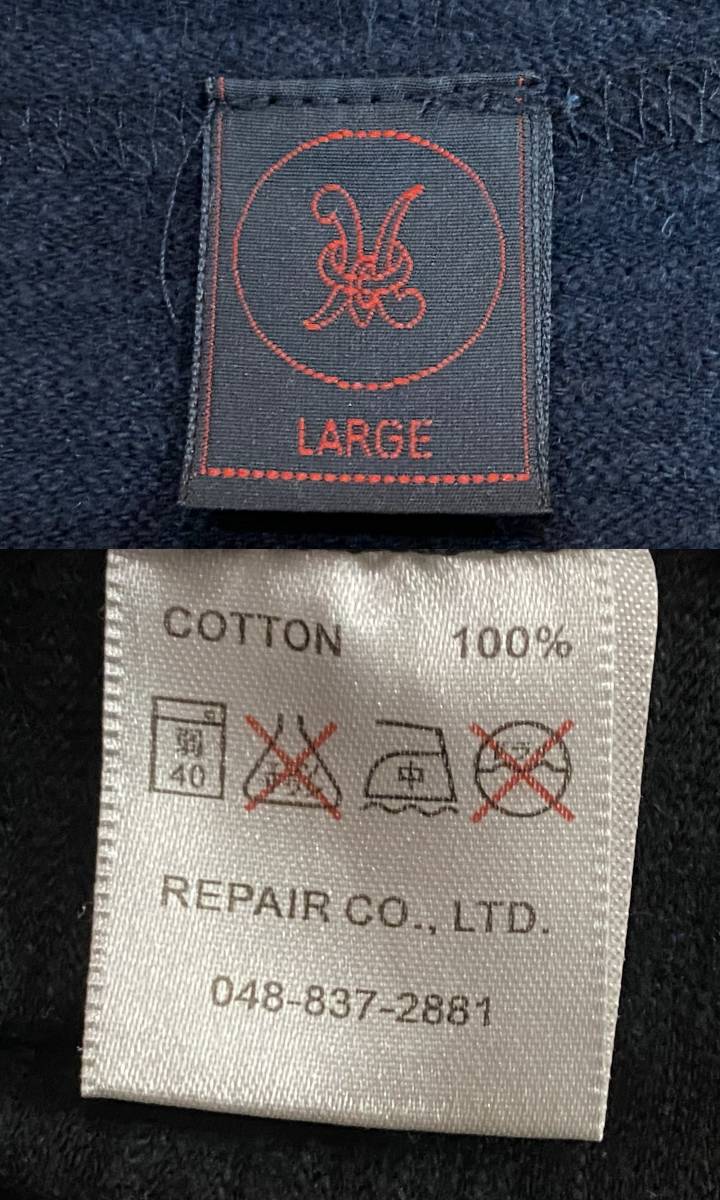 LARGE
COTTON 100%
弱 中
40
REPAIR CO., LTD.
048-837-2881